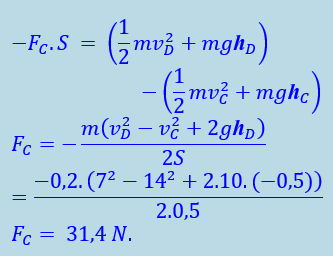 −F_C.S = (1/2 mv_D^2 + mgh_D)
− (1/2 mv_C^2 + mgh_C)
F_C = − m(v_D^2 − v_C^2 + 2gh_D) / 2S
= −0,2.(7^2 − 14^2 + 2.10.(−0,5)) / 2.0,5
F_C = 31,4 N.